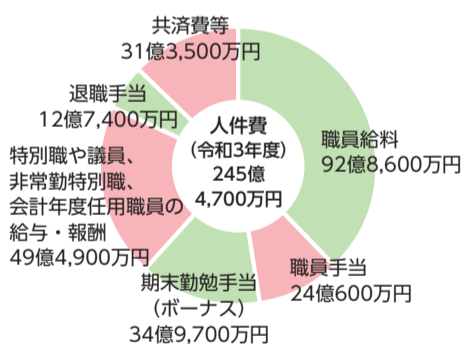 人件費
（令和3年度）
245億
4,700万円
職員給料
92億8,600万円
職員手当
24億600万円
期末勤勉手当
（ボーナス）
34億9,700万円
特別職や議員、
非常勤特別職、
会計年度任用職員の
給与・報酬
49億4,900万円
退職手当
12億7,400万円
共済費等
31億3,500万円